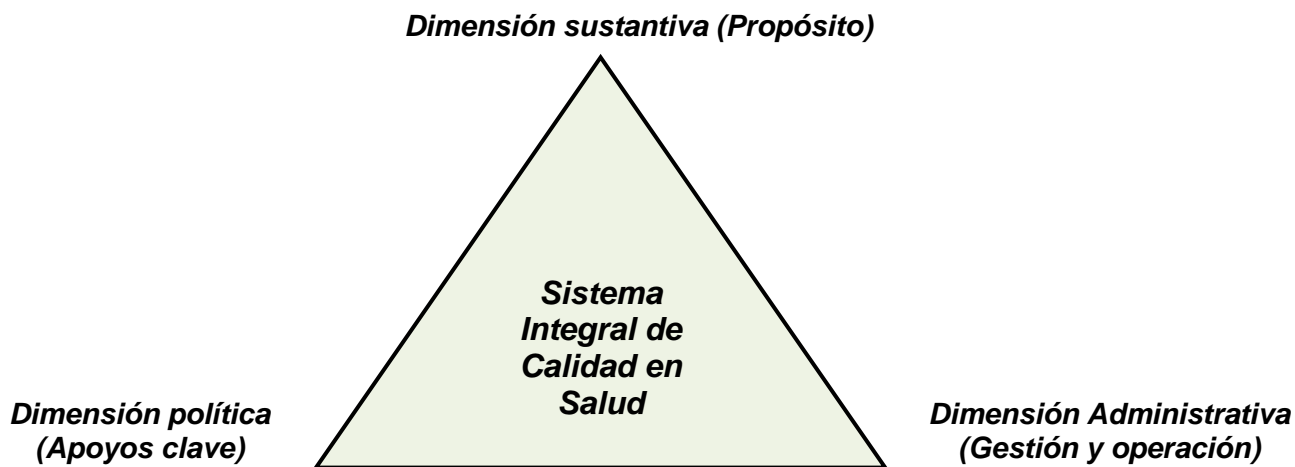 Dimensión sustantiva (Propósito)
Sistema
Integral de
Calidad en
Salud
Dimensión política
(Apoyos clave)
Dimensión Administrativa
(Gestión y operación)